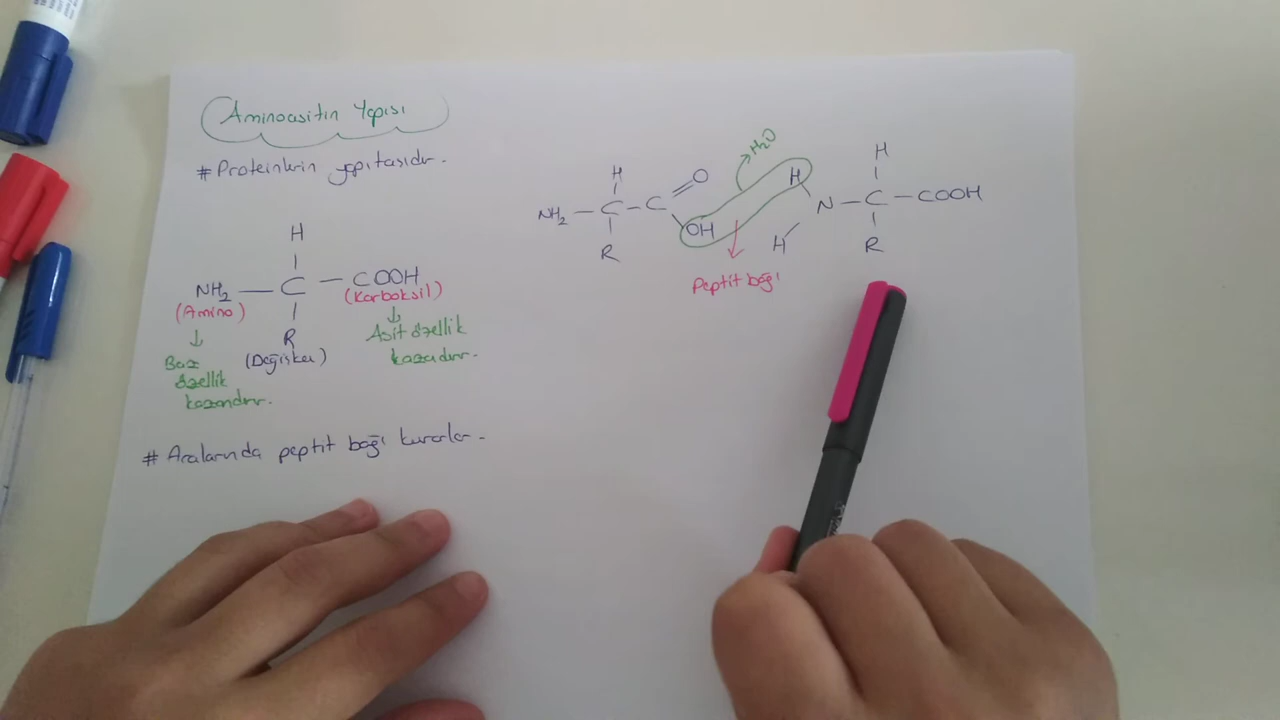 Aminoasitin Yapısı
# Proteinlerin yapıtaşıdır.
H
NH₂ — C — COOH
(Amino) (Karboksil)
R
(Değişken)
Baz
özellik
kazandırır.
Asit özellik
kazandırır.
# Aralarında peptit bağı kurarlar.
H O H₂O H H
NH₂ — C — C OH N — C — COOH
R H R
Peptit bağı